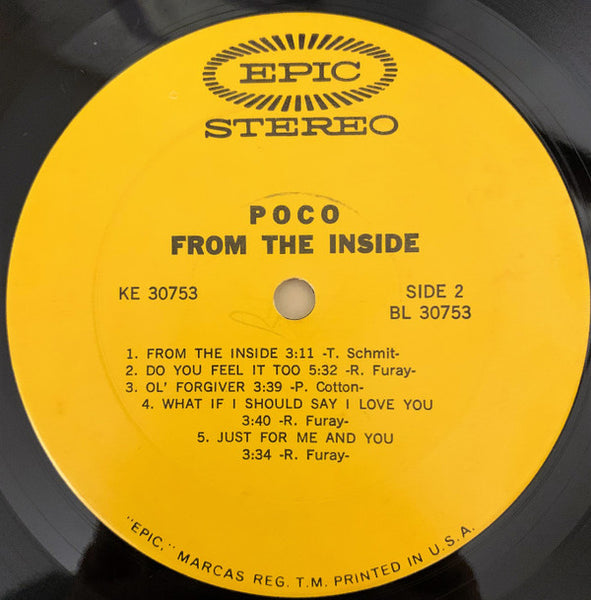 EPIC
STEREO
POCO
FROM THE INSIDE
KE 30753
SIDE 2
BL 30753
1. FROM THE INSIDE 3:11 -T. Schmit-
2. DO YOU FEEL IT TOO 5:32 -R. Furay-
3. OL' FORGIVER 3:39 -P. Cotton-
4. WHAT IF I SHOULD SAY I LOVE YOU
3:40 -R. Furay-
5. JUST FOR ME AND YOU
3:34 -R. Furay-
"EPIC," MARCAS REG. T.M. PRINTED IN U.S.A.